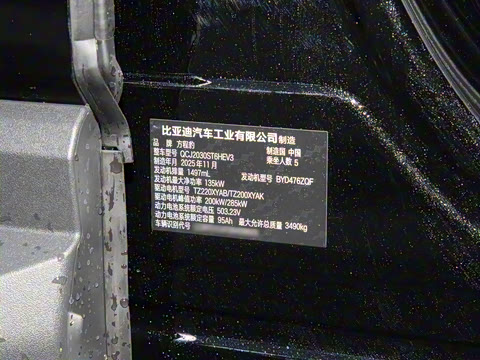 比亚迪汽车工业有限公司制造
品 牌 方程豹 制造国 中国
整车型号 QCJ2030ST6HEV3 乘坐人数 5
制造年月 2025年11月
发动机排量 1497mL 发动机型号 BYD476ZQF
发动机最大净功率 135kW
驱动电机型号 TZ220XYAB/TZ200XYAK
驱动电机峰值功率 200kW/285kW
动力电池系统额定电压 503.23V
动力电池系统额定容量 95Ah 最大允许总质量 3490kg
车辆识别代号